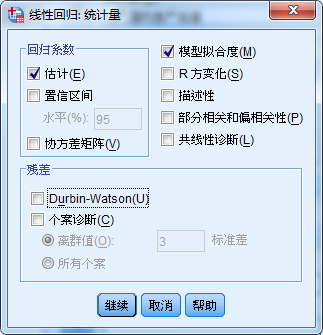 线性回归: 统计量
回归系数
估计(E)
置信区间
水平(%): 95
协方差矩阵(V)
模型拟合度(M)
R 方变化(S)
描述性
部分相关和偏相关性(P)
共线性诊断(L)
残差
Durbin-Watson(U)
个案诊断(C)
离群值(O): 3 标准差
所有个案
继续 取消 帮助